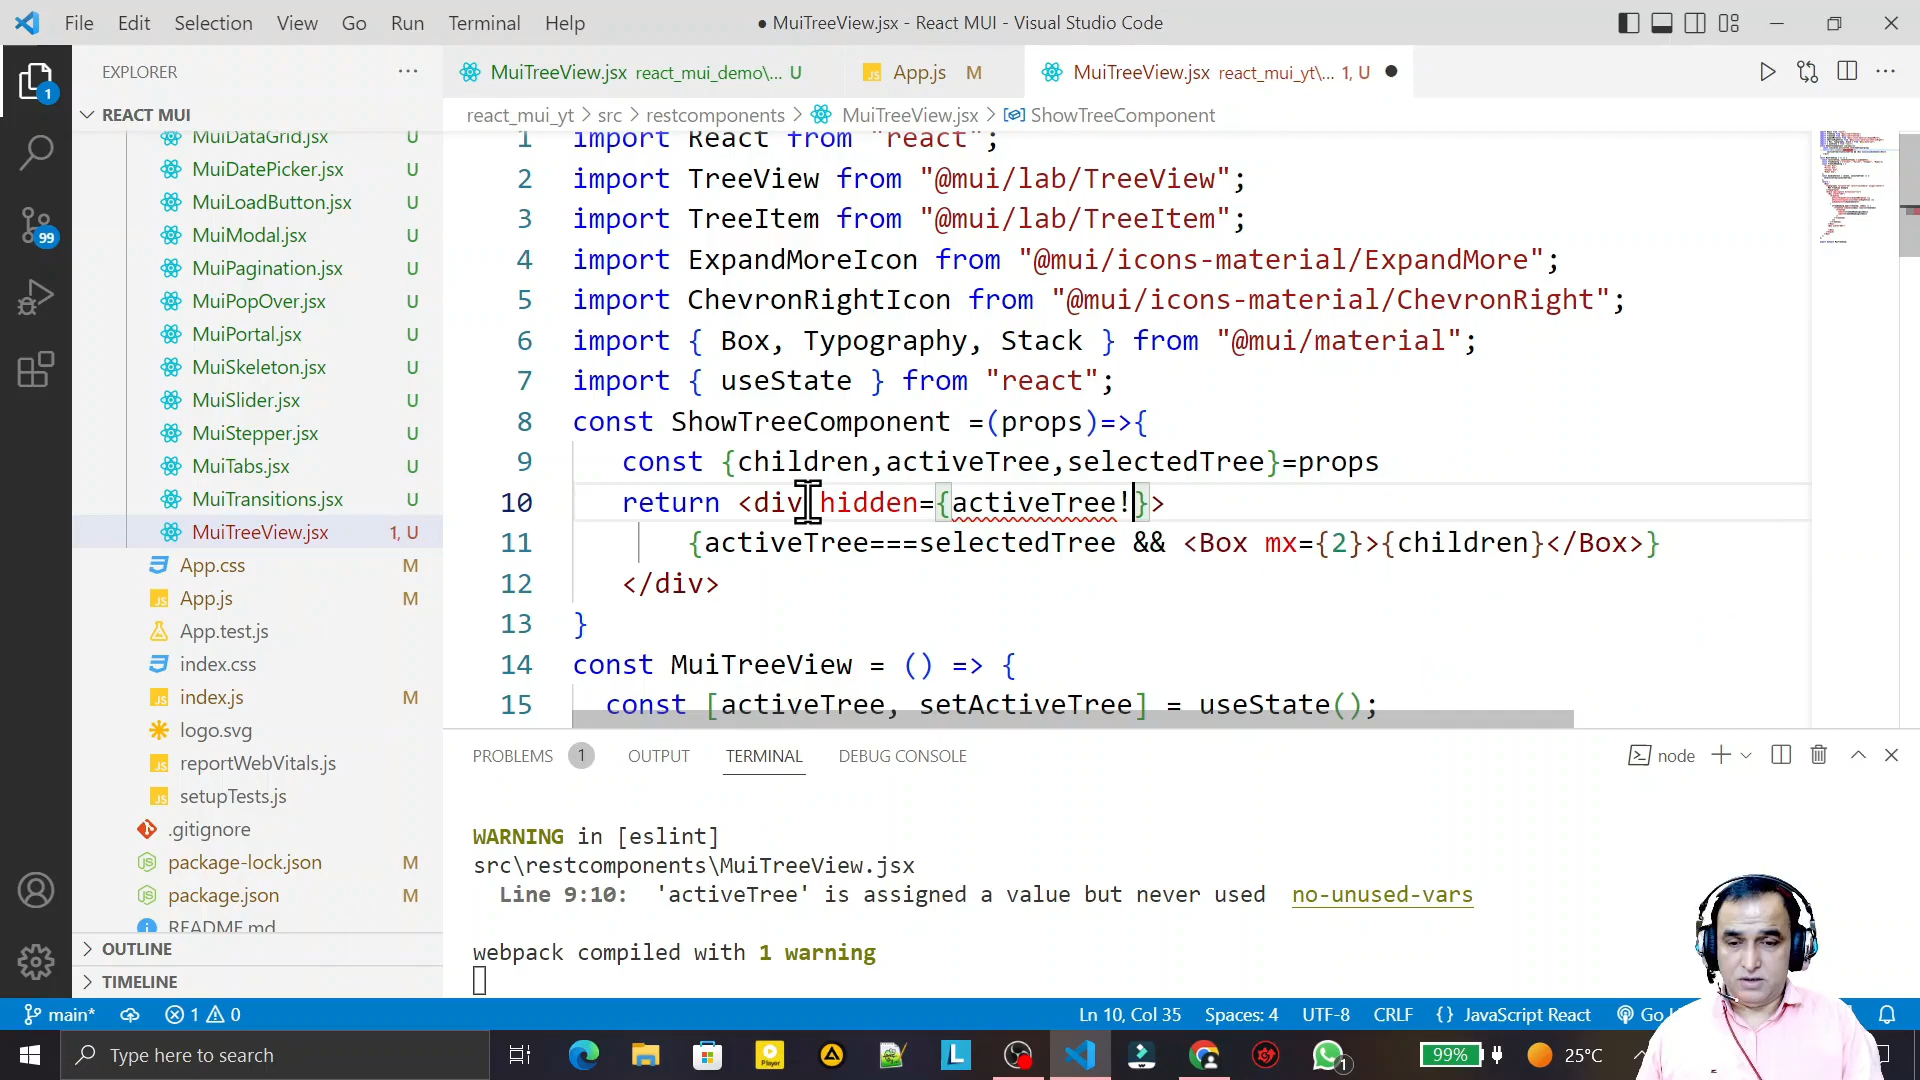 File Edit Selection View Go Run Terminal Help
● MuiTreeView.jsx - React MUI - Visual Studio Code
EXPLORER
MuiTreeView.jsx react_mui_demo\... U
App.js M
MuiTreeView.jsx react_mui_yt\... 1, U
REACT MUI
react_mui_yt > src > restcomponents > MuiTreeView.jsx > ShowTreeComponent
MuiDataGrid.jsx U
MuiDatePicker.jsx U
MuiLoadButton.jsx U
MuiModal.jsx U
MuiPagination.jsx U
MuiPopOver.jsx U
MuiPortal.jsx U
MuiSkeleton.jsx U
MuiSlider.jsx U
MuiStepper.jsx U
MuiTabs.jsx U
MuiTransitions.jsx U
MuiTreeView.jsx 1, U
App.css M
App.js M
App.test.js
index.css
index.js M
logo.svg
reportWebVitals.js
setupTests.js
.gitignore
package-lock.json M
package.json M
README.md
OUTLINE
TIMELINE
1
99
1 import React from "react";
2 import TreeView from "@mui/lab/TreeView";
3 import TreeItem from "@mui/lab/TreeItem";
4 import ExpandMoreIcon from "@mui/icons-material/ExpandMore";
5 import ChevronRightIcon from "@mui/icons-material/ChevronRight";
6 import { Box, Typography, Stack } from "@mui/material";
7 import { useState } from "react";
8 const ShowTreeComponent =(props)=>{
9 const {children,activeTree,selectedTree}=props
10 return <div hidden={activeTree!}>
11 {activeTree===selectedTree && <Box mx={2}>{children}</Box>}
12 </div>
13 }
14 const MuiTreeView = () => {
15 const [activeTree, setActiveTree] = useState();
PROBLEMS 1 OUTPUT TERMINAL DEBUG CONSOLE
node
WARNING in [eslint]
src\restcomponents\MuiTreeView.jsx
Line 9:10: 'activeTree' is assigned a value but never used no-unused-vars
webpack compiled with 1 warning
main* 1 0
Ln 10, Col 35 Spaces: 4 UTF-8 CRLF {} JavaScript React Go
Type here to search
Player
L
1
99%
25°C